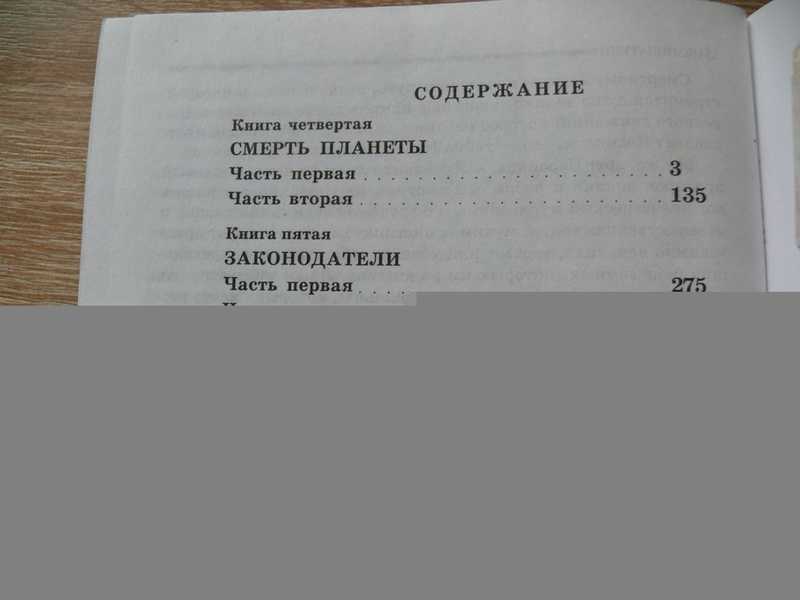 СОДЕРЖАНИЕ
Книга четвертая
СМЕРТЬ ПЛАНЕТЫ
Часть первая . . . . . . . . . . . . . . . . . . . . . . . . 3
Часть вторая . . . . . . . . . . . . . . . . . . . . . . . . 135
Книга пятая
ЗАКОНОДАТЕЛИ
Часть первая . . . . 275